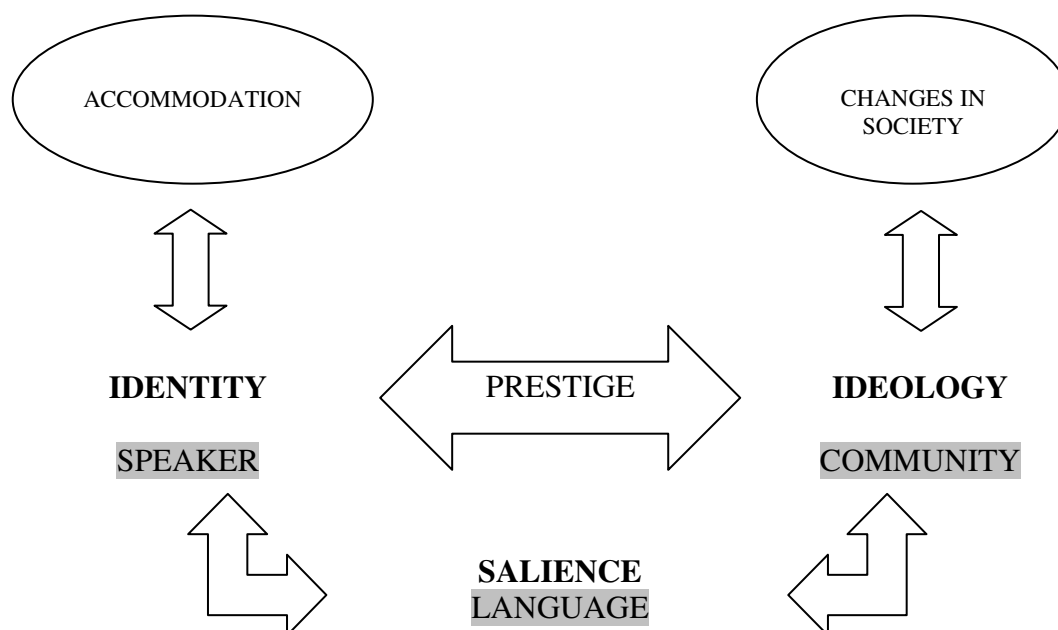 ACCOMMODATION
CHANGES IN
SOCIETY
IDENTITY
PRESTIGE
IDEOLOGY
SPEAKER
COMMUNITY
SALIENCE
LANGUAGE